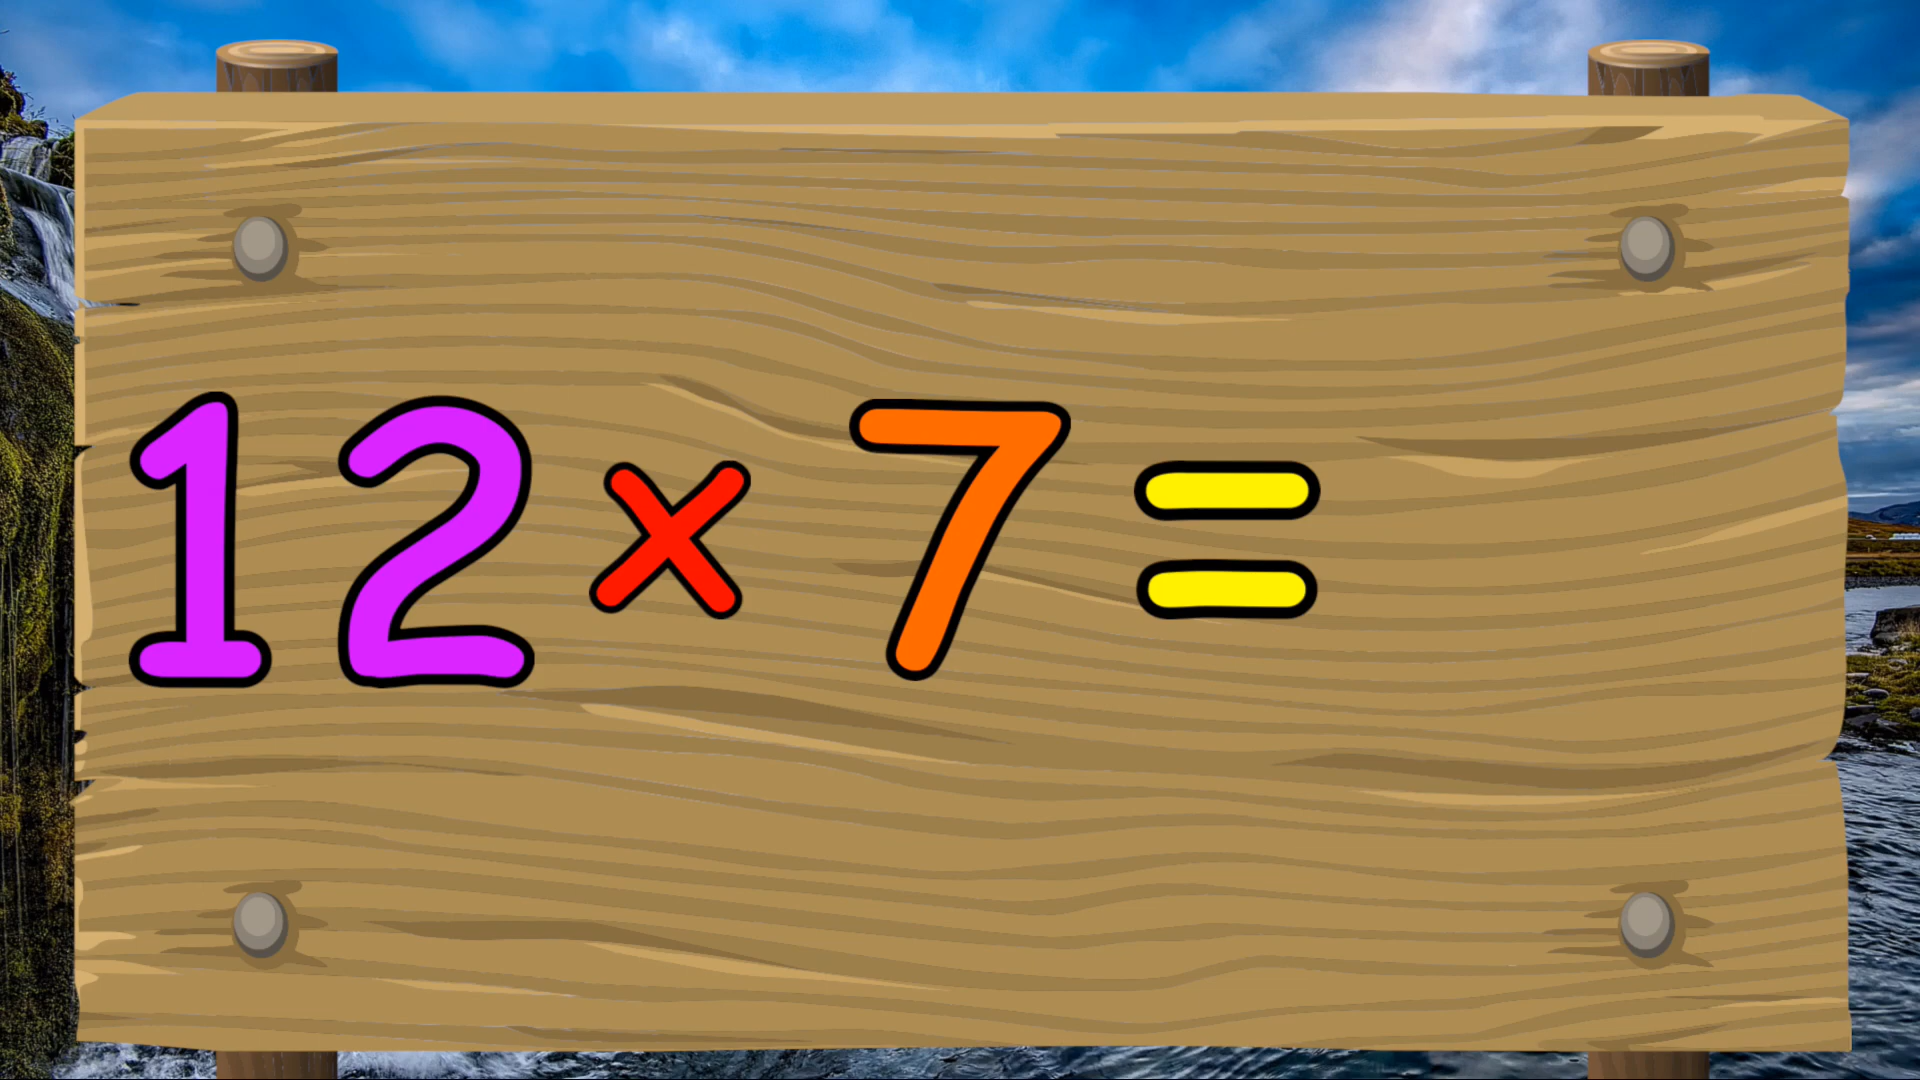 12 × 7 =